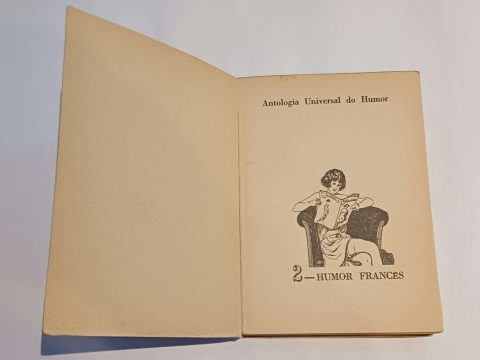 Antologia Universal do Humor
2—HUMOR FRANCÊS